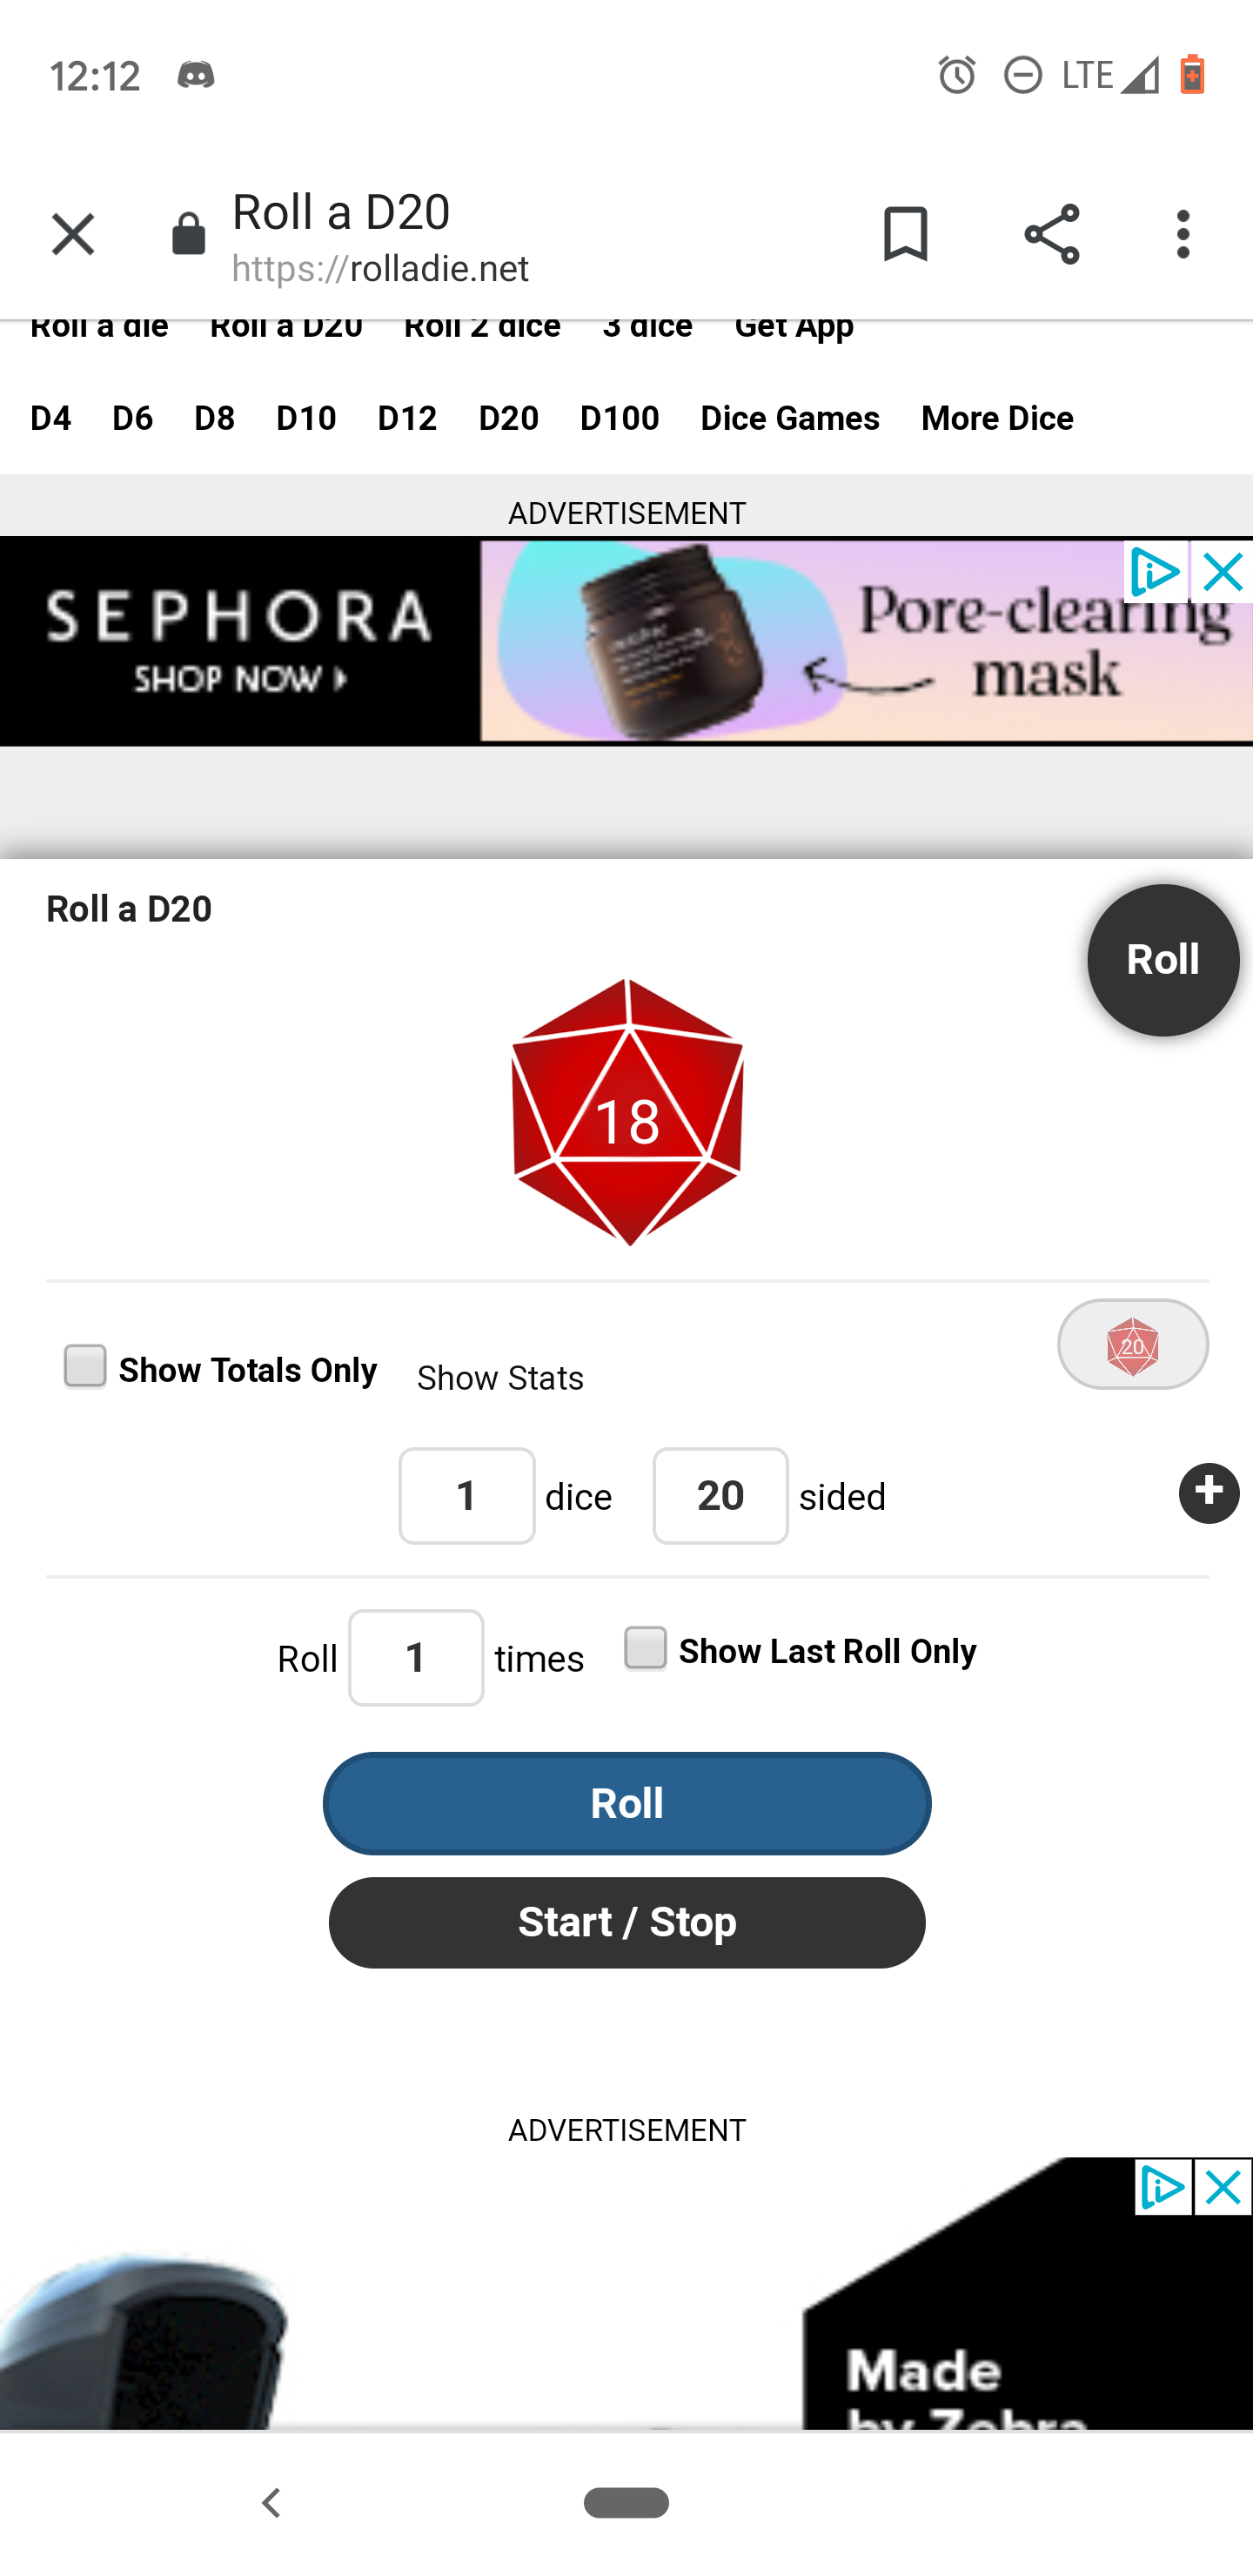 12:12
LTE
Roll a D20
https://rolladie.net
Roll a die Roll a D20 Roll 2 dice 3 dice Get App
D4 D6 D8 D10 D12 D20 D100 Dice Games More Dice
ADVERTISEMENT
SEPHORA
SHOP NOW
Pore-clearing
mask
Roll a D20
Roll
18
20
Show Totals Only Show Stats
1 dice 20 sided
+
Roll 1 times Show Last Roll Only
Roll
Start / Stop
ADVERTISEMENT
Made
by Zebra